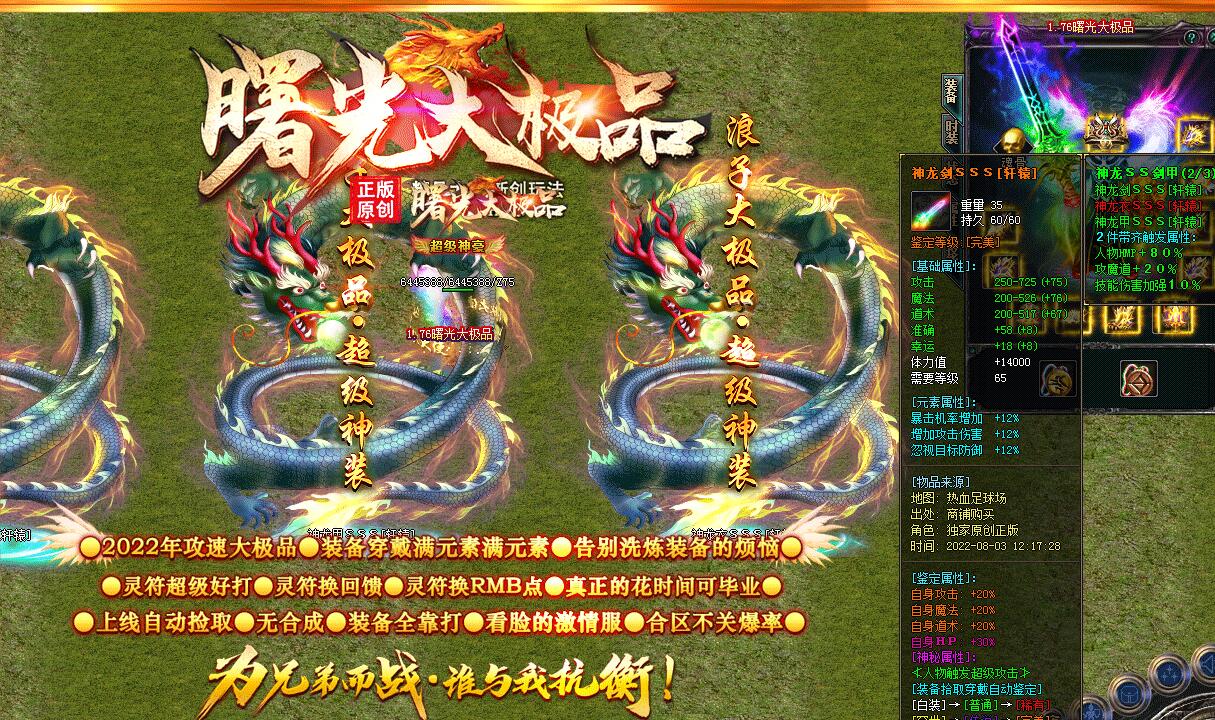 曙光大极品
浪子大极品·超级神装
大极品·超级神装
正版
原创
新创玩法
曙光大极品
超级神豪
6445368/6445368/Z75
1.76曙光大极品
轩辕]
●2022年攻速大极品●装备穿戴满元素满元素●告别洗炼装备的烦恼●
●灵符超级好打●灵符换回馈●灵符换RMB点●真正的花时间可毕业●
●上线自动捡取●无合成●装备全靠打●看脸的激情服●合区不关爆率●
为兄弟而战·谁与我抗衡！
1.76曙光大极品
装备
时装
神龙剑ＳＳＳ[轩辕]
重量 35
持久 60/60
鉴定等级:[完美]
[基础属性]:
攻击 250-725 (+75)
魔法 200-526 (+76)
道术 200-517 (+67)
准确 +58 (+8)
幸运 +18 (+8)
体力值 +14000
需要等级 65
[元素属性]:
暴击机率增加 +12%
增加攻击伤害 +12%
忽视目标防御 +12%
[物品来源]
地图: 热血足球场
出处: 商铺购买
角色: 独家原创正版
时间: 2022-08-03 12:17:28
[鉴定属性]:
自身攻击: +20%
自身魔法: +20%
自身道术: +20%
自身ＨＰ: +30%
[神秘属性]:
≮人物触发超级攻击≯
[装备拾取穿戴自动鉴定]
[白装]→[普通]→[稀有]
神龙ＳＳ剑甲(2/3)
神龙剑ＳＳＳ[轩辕]
神龙衣ＳＳＳ[轩辕]
神龙甲ＳＳＳ[轩辕]
２件带齐触发属性:
人物HMP＋８０％
攻魔道＋２０％
技能伤害加强１０％